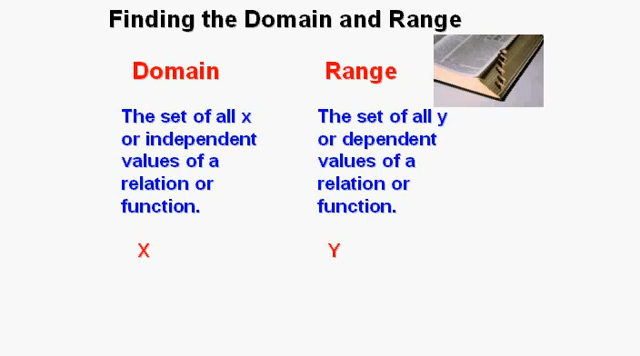 Finding the Domain and Range
Domain
The set of all x
or independent
values of a
relation or
function.
X
Range
The set of all y
or dependent
values of a
relation or
function.
Y